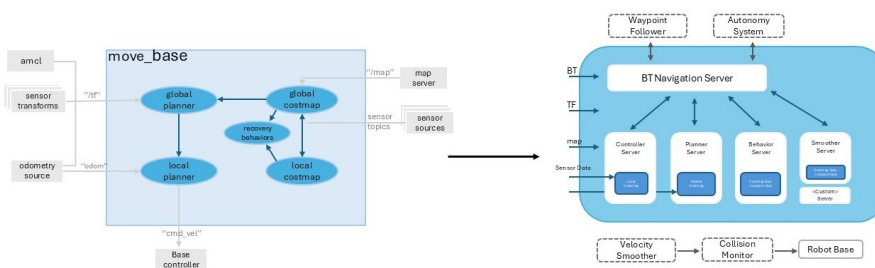 move_base
amcl
"/tf"
sensor
transforms
odometry
source
"odom"
global
planner
global
costmap
recovery
behaviors
local
planner
local
costmap
"/map"
map
server
sensor
topics
sensor
sources
"cmd_vel"
Base
controller
Waypoint
Follower
Autonomy
System
BT
BT Navigation Server
TF
map
Sensor Data
Controller
Server
Planner
Server
Behavior
Server
Smoother
Server
<Custom>
Server
Velocity
Smoother
Collision
Monitor
Robot Base